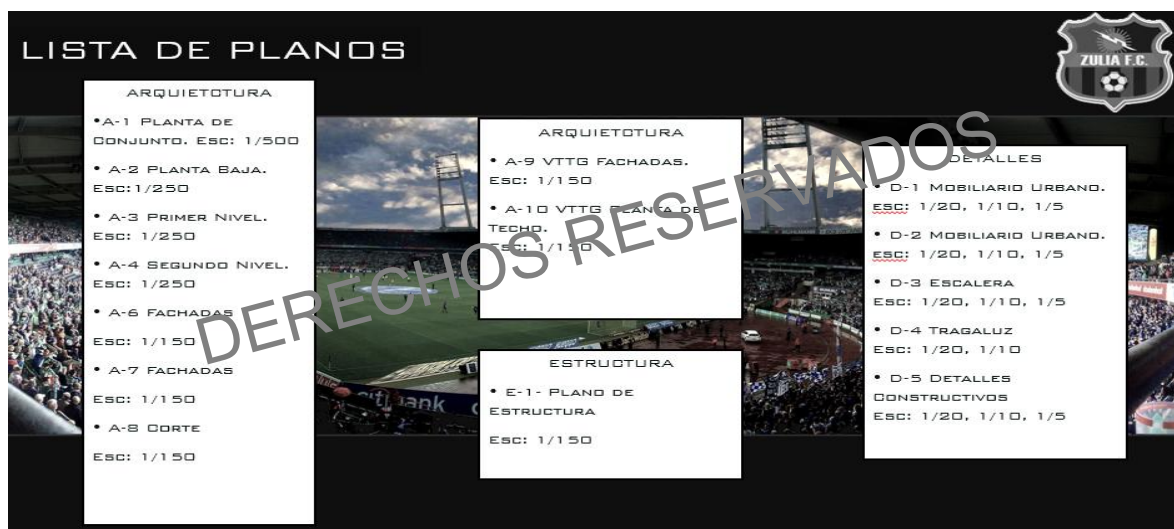 LISTA DE PLANOS
ZULIA F.C.
ARQUIETCTURA
•A-1 PLANTA DE
CONJUNTO. ESC: 1/500
• A-2 PLANTA BAJA.
ESC:1/250
• A-3 PRIMER NIVEL.
ESC: 1/250
• A-4 SEGUNDO NIVEL.
ESC: 1/250
• A-6 FACHADAS
ESC: 1/150
• A-7 FACHADAS
ESC: 1/150
• A-8 CORTE
ESC: 1/150
ARQUIETCTURA
• A-9 VTTG FACHADAS.
ESC: 1/150
• A-10 VTTG PLANTA DE
TECHO.
ESC: 1/150
ESTRUCTURA
• E-1- PLANO DE
ESTRUCTURA
ESC: 1/150
DETALLES
• D-1 MOBILIARIO URBANO.
ESC: 1/20, 1/10, 1/5
• D-2 MOBILIARIO URBANO.
ESC: 1/20, 1/10, 1/5
• D-3 ESCALERA
ESC: 1/20, 1/10, 1/5
• D-4 TRAGALUZ
ESC: 1/20, 1/10
• D-5 DETALLES
CONSTRUCTIVOS
ESC: 1/20, 1/10, 1/5
DERECHOS RESERVADOS
citibank